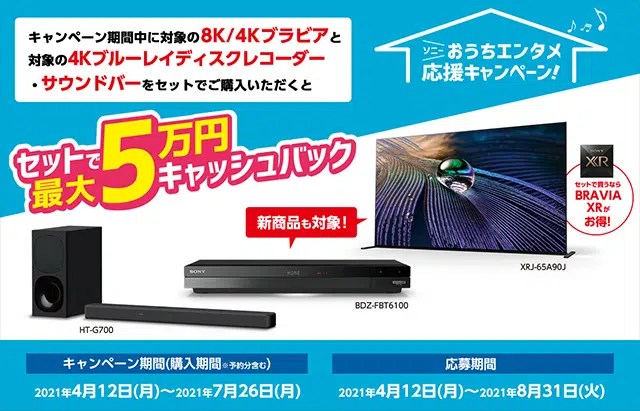 キャンペーン期間中に対象の8K/4Kブラビアと
対象の4Kブルーレイディスクレコーダー
・サウンドバーをセットでご購入いただくと
ソニー おうちエンタメ
応援キャンペーン!
セットで
最大5万円
キャッシュバック
SONY
XR
セットで買うなら
BRAVIA
XRが
お得!
新商品も対象!
XRJ-65A90J
SONY
BDZ-FBT6100
HT-G700
キャンペーン期間(購入期間※予約分含む)
2021年4月12日(月)〜2021年7月26日(月)
応募期間
2021年4月12日(月)〜2021年8月31日(火)